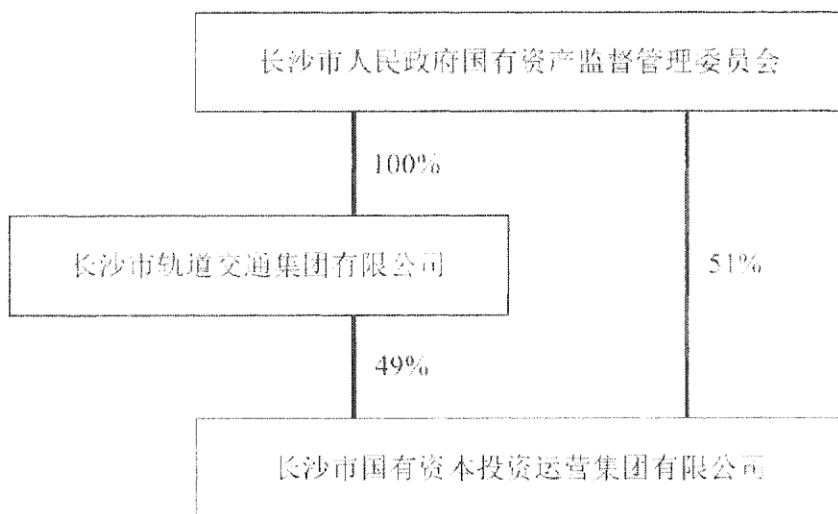 长沙市人民政府国有资产监督管理委员会
100%
长沙市轨道交通集团有限公司
51%
49%
长沙市国有资本投资运营集团有限公司